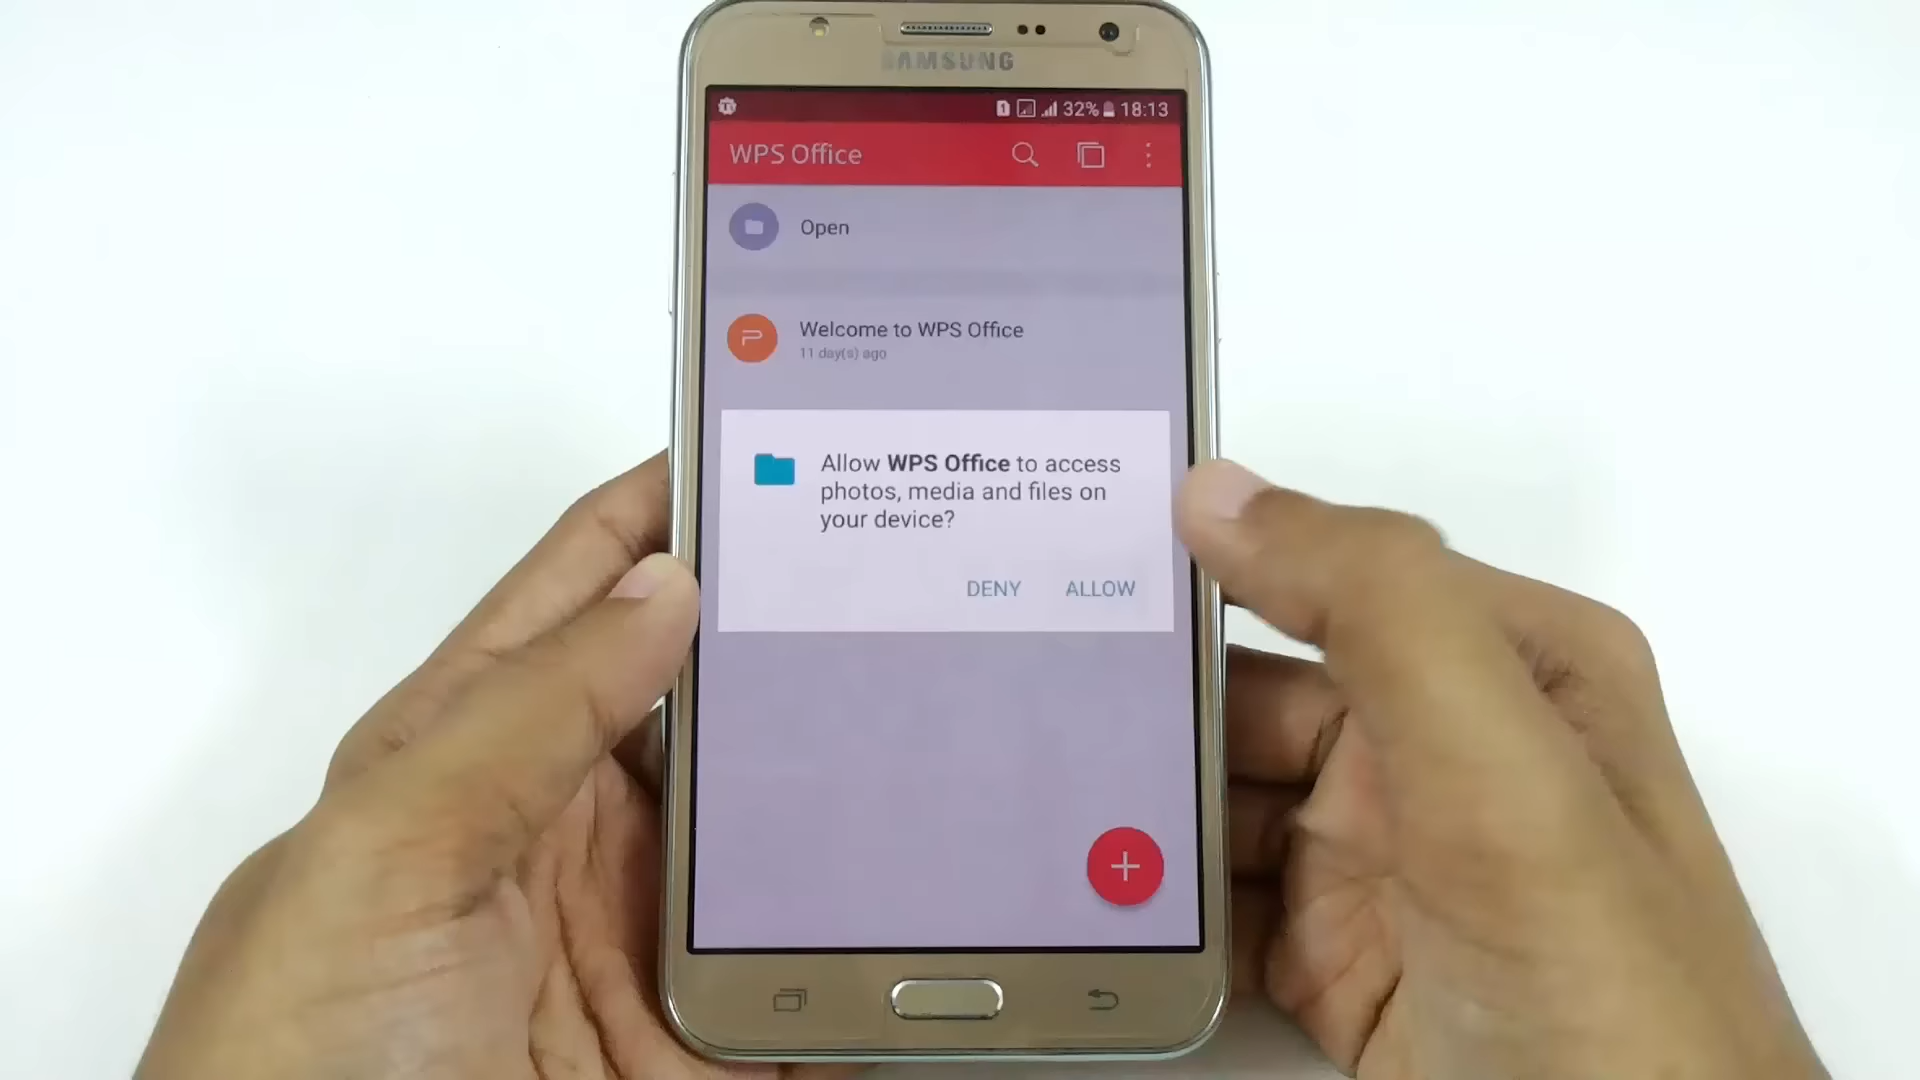 SAMSUNG
32% 18:13
WPS Office
Open
Welcome to WPS Office
11 day(s) ago
Allow WPS Office to access
photos, media and files on
your device?
DENY ALLOW